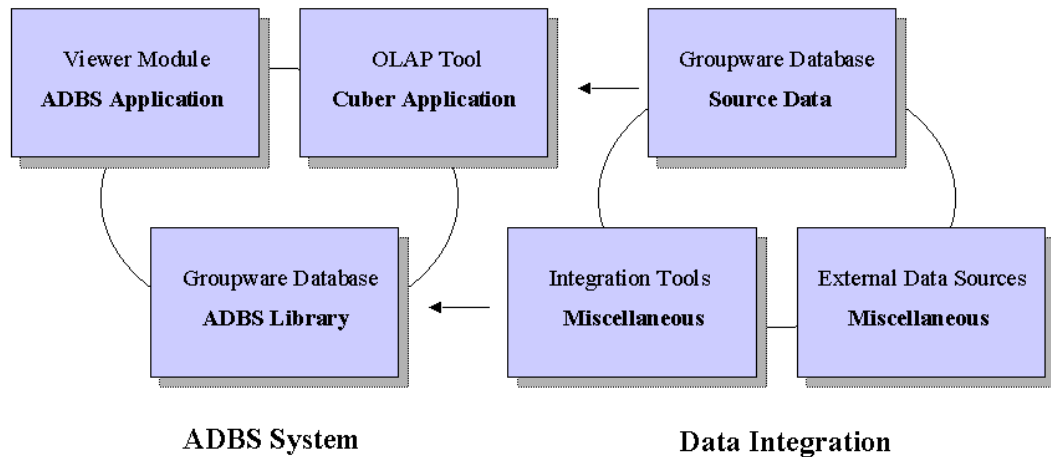 Viewer Module
ADBS Application
OLAP Tool
Cuber Application
Groupware Database
Source Data
Groupware Database
ADBS Library
Integration Tools
Miscellaneous
External Data Sources
Miscellaneous
ADBS System
Data Integration